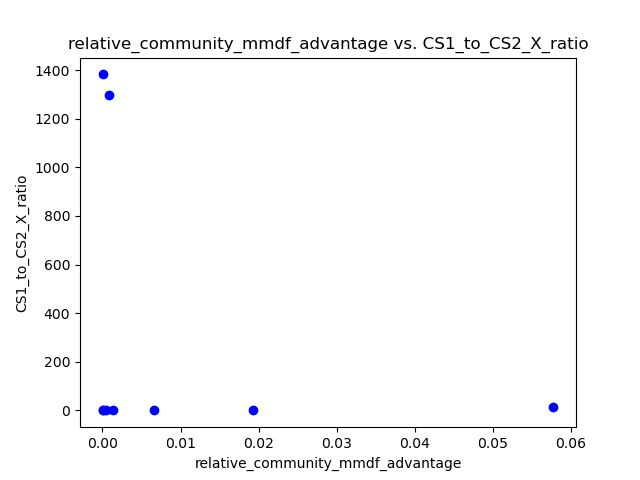 relative_community_mmdf_advantage vs. CS1_to_CS2_X_ratio
1400
1200
1000
800
600
400
200
0
CS1_to_CS2_X_ratio
0.00 0.01 0.02 0.03 0.04 0.05 0.06
relative_community_mmdf_advantage